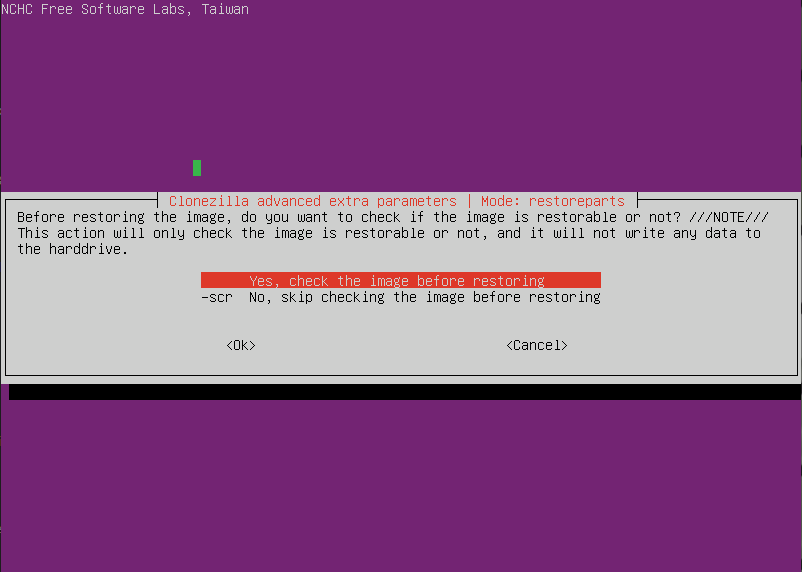 NCHC Free Software Labs, Taiwan
Clonezilla advanced extra parameters | Mode: restoreparts
Before restoring the image, do you want to check if the image is restorable or not? ///NOTE///
This action will only check the image is restorable or not, and it will not write any data to
the harddrive.
Yes, check the image before restoring
-scr  No, skip checking the image before restoring
<Ok> <Cancel>